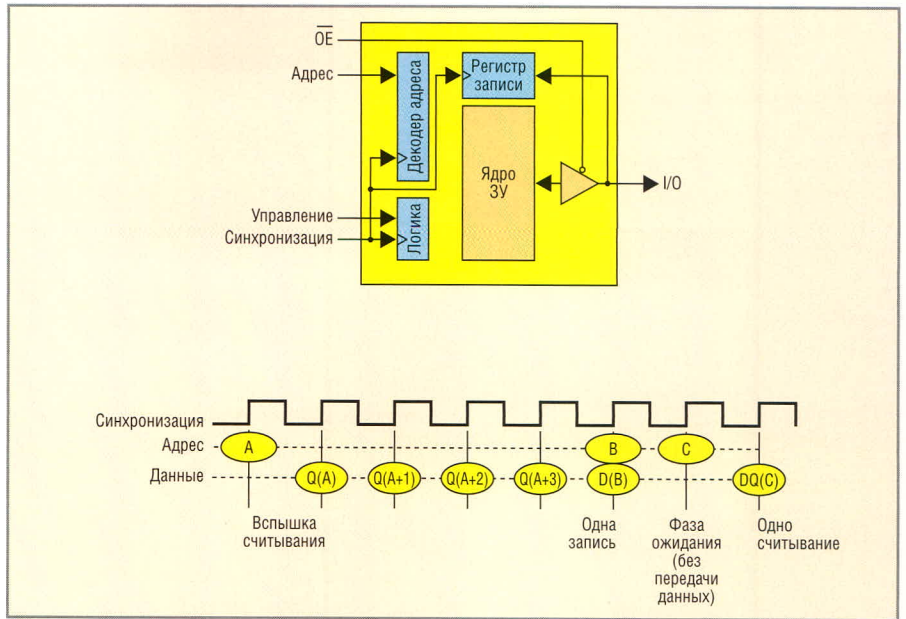 OE
Адрес
Декодер адреса
Регистр
записи
Ядро
ЗУ
I/O
Управление
Синхронизация
Логика
Синхронизация
Адрес
A
B
C
Данные
Q(A)
Q(A+1)
Q(A+2)
Q(A+3)
D(B)
DQ(C)
Вспышка
считывания
Одна
запись
Фаза
ожидания
(без
передачи
данных)
Одно
считывание